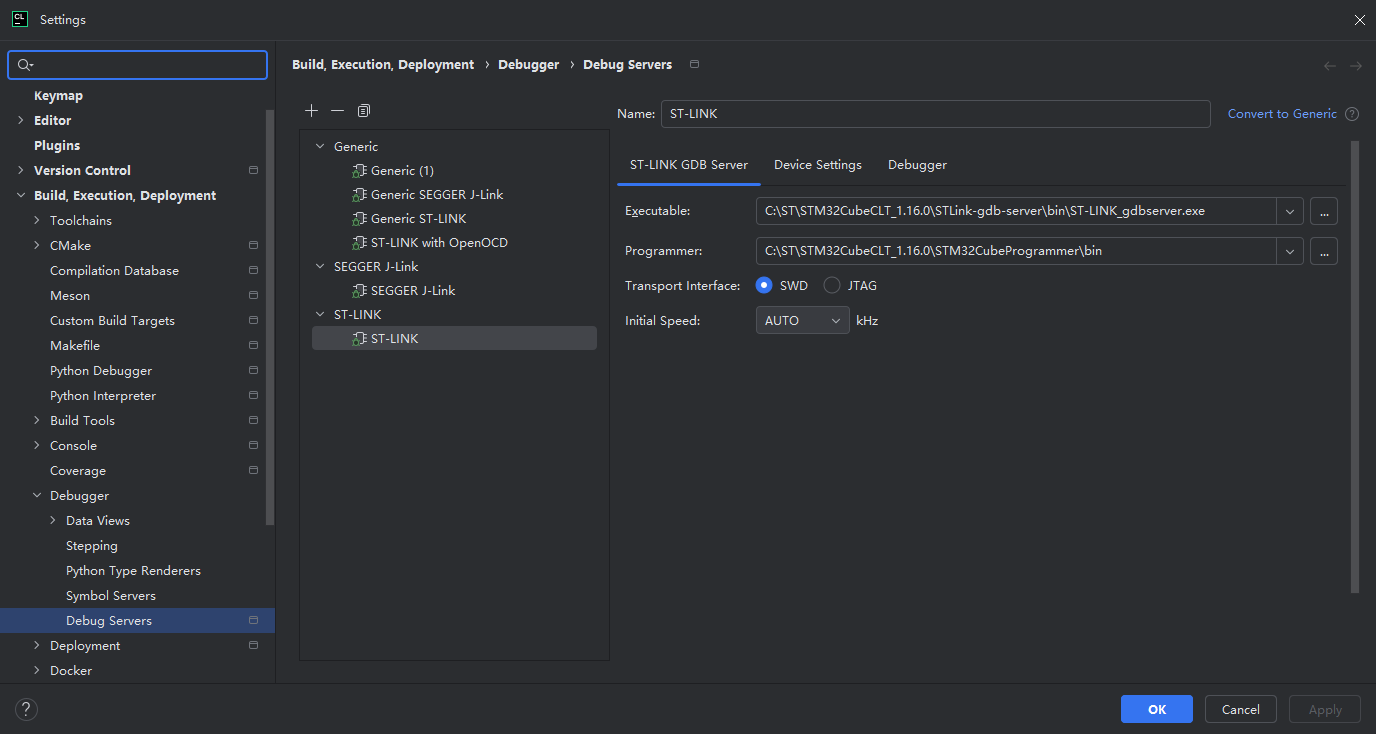 CL
Settings
Keymap
Editor
Plugins
Version Control
Build, Execution, Deployment
Toolchains
CMake
Compilation Database
Meson
Custom Build Targets
Makefile
Python Debugger
Python Interpreter
Build Tools
Console
Coverage
Debugger
Data Views
Stepping
Python Type Renderers
Symbol Servers
Debug Servers
Deployment
Docker
?
Build, Execution, Deployment › Debugger › Debug Servers
Generic
Generic (1)
Generic SEGGER J-Link
Generic ST-LINK
ST-LINK with OpenOCD
SEGGER J-Link
SEGGER J-Link
ST-LINK
ST-LINK
Name: ST-LINK Convert to Generic ?
ST-LINK GDB Server Device Settings Debugger
Executable: C:\ST\STM32CubeCLT_1.16.0\STLink-gdb-server\bin\ST-LINK_gdbserver.exe ...
Programmer: C:\ST\STM32CubeCLT_1.16.0\STM32CubeProgrammer\bin ...
Transport Interface: SWD JTAG
Initial Speed: AUTO kHz
OK Cancel Apply